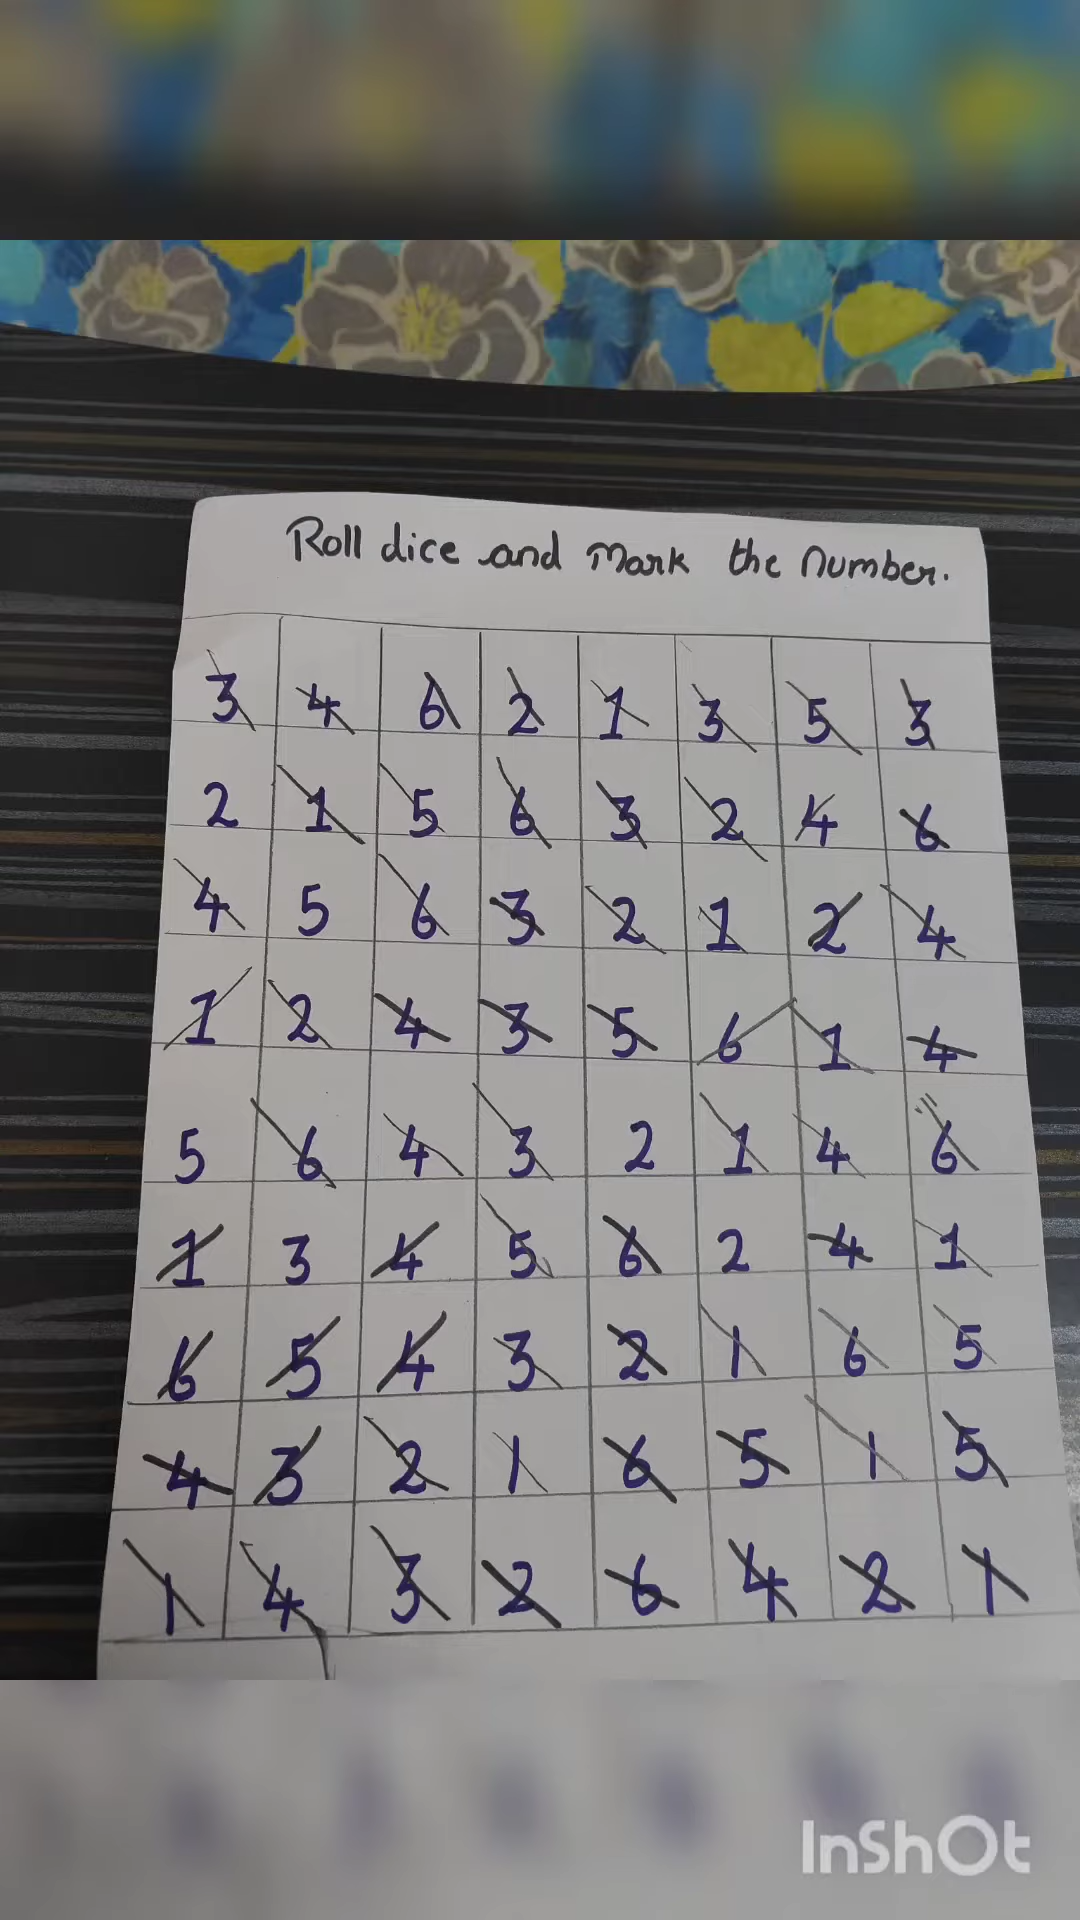 Roll dice and Mark the number.
3 4 6 2 1 3 5 3
2 1 5 6 3 2 4 6
4 5 6 3 2 1 2 4
1 2 4 3 5 6 1 4
5 6 4 3 2 1 4 6
1 3 4 5 6 2 4 1
6 5 4 3 2 1 6 5
4 3 2 1 6 5 1 5
1 4 3 2 6 4 2 1
InShOt